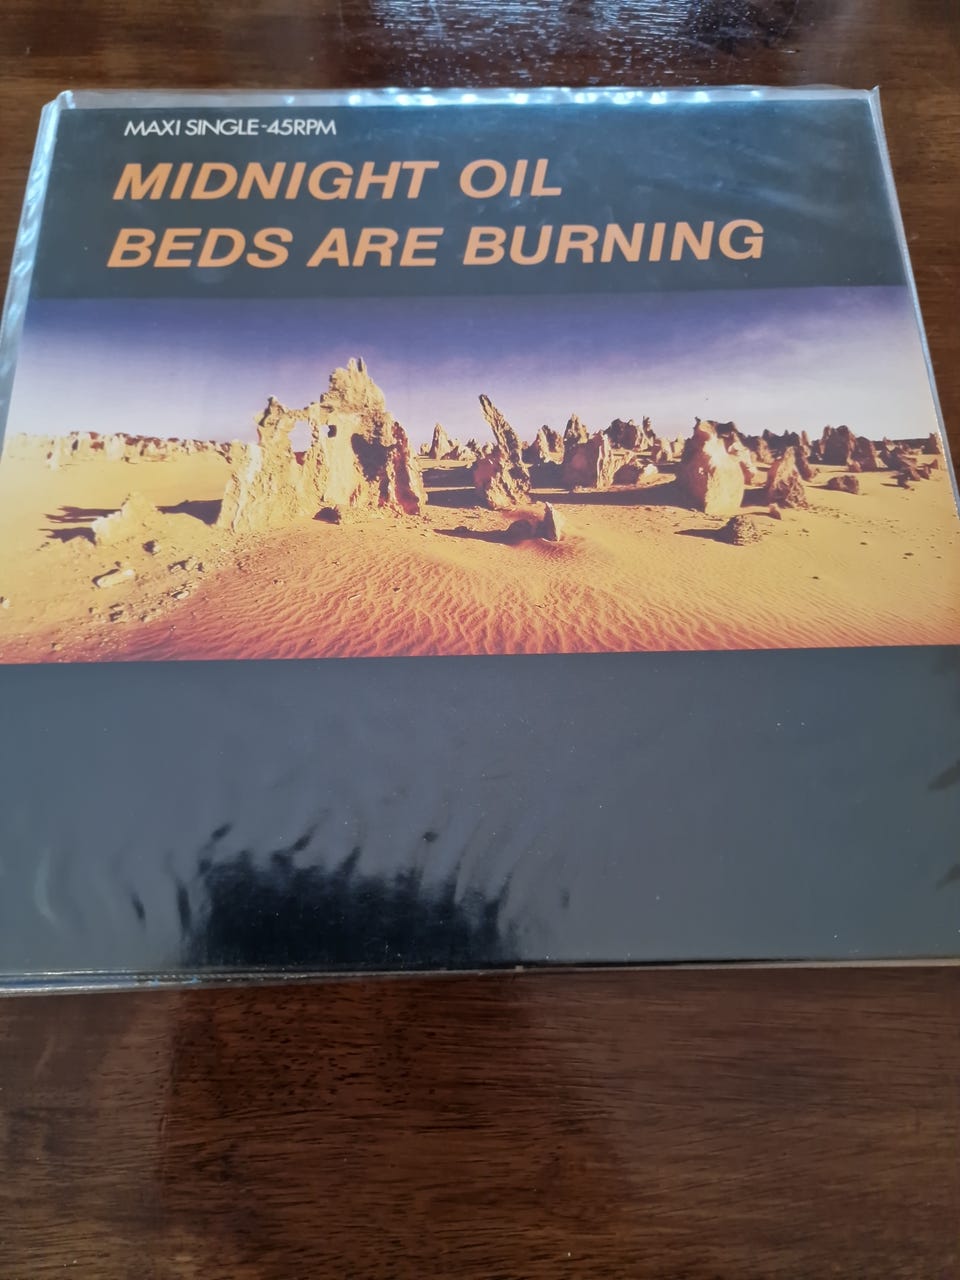 MAXI SINGLE-45RPM
MIDNIGHT OIL
BEDS ARE BURNING